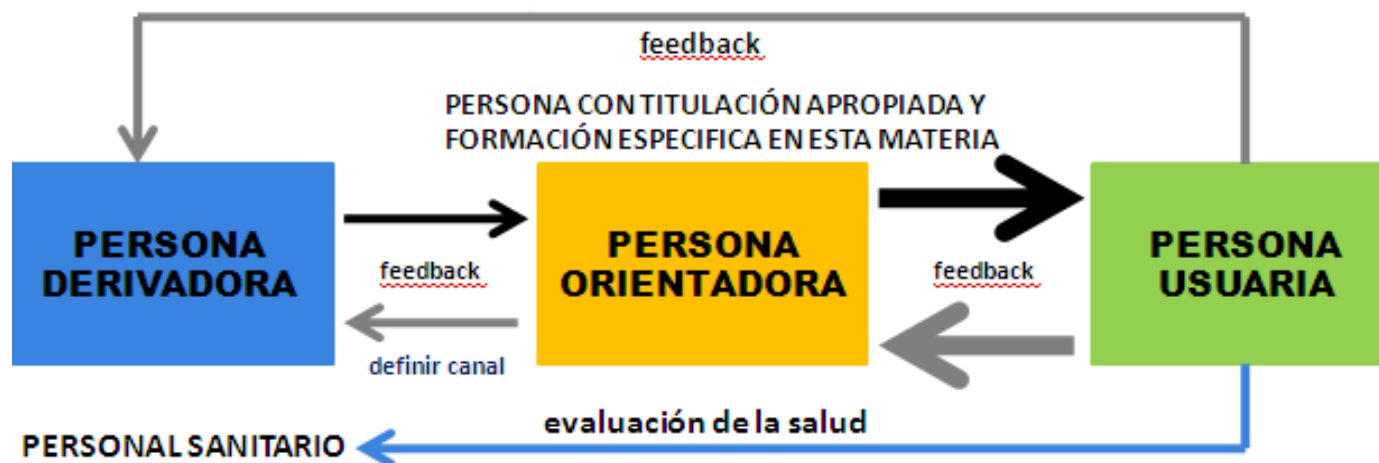 feedback
PERSONA CON TITULACIÓN APROPIADA Y
FORMACIÓN ESPECIFICA EN ESTA MATERIA
PERSONA
DERIVADORA
feedback
definir canal
PERSONA
ORIENTADORA
feedback
PERSONA
USUARIA
evaluación de la salud
PERSONAL SANITARIO